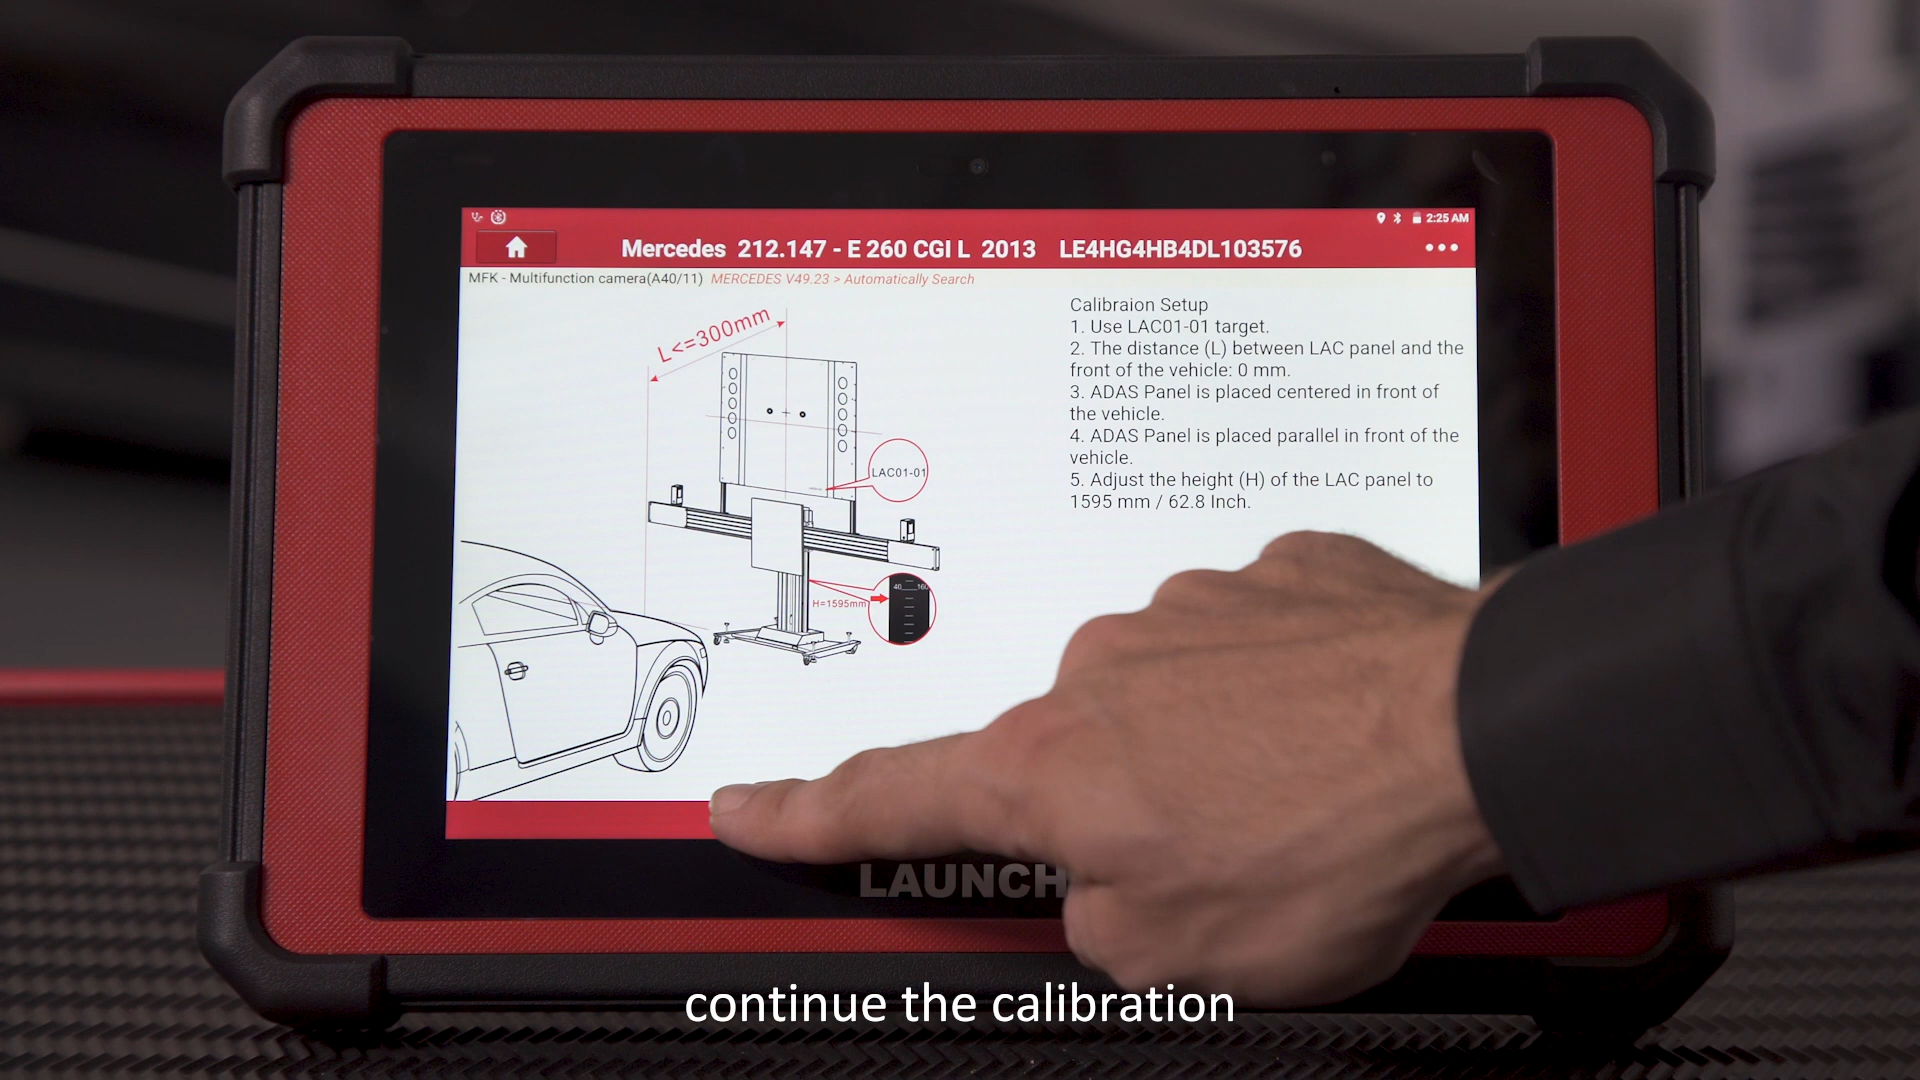 2:25 AM
Mercedes 212.147 - E 260 CGI L 2013 LE4HG4HB4DL103576
MFK - Multifunction camera(A40/11) MERCEDES V49.23 > Automatically Search
L<=300mm
LAC01-01
H=1595mm
40 160
Calibraion Setup
1. Use LAC01-01 target.
2. The distance (L) between LAC panel and the
front of the vehicle: 0 mm.
3. ADAS Panel is placed centered in front of
the vehicle.
4. ADAS Panel is placed parallel in front of the
vehicle.
5. Adjust the height (H) of the LAC panel to
1595 mm / 62.8 Inch.
LAUNCH
continue the calibration